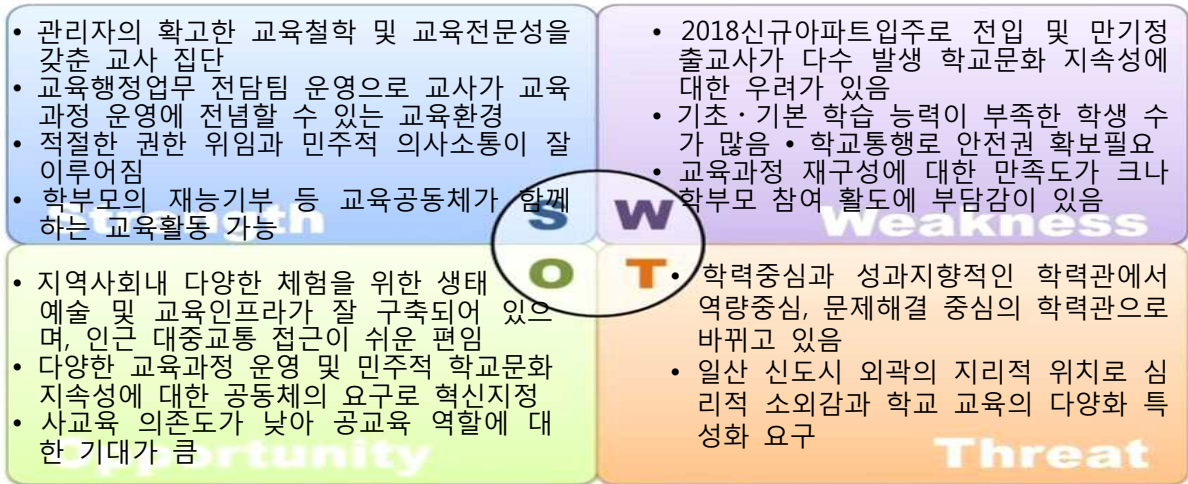 • 관리자의 확고한 교육철학 및 교육전문성을
갖춘 교사 집단
• 교육행정업무 전담팀 운영으로 교사가 교육
과정 운영에 전념할 수 있는 교육환경
• 적절한 권한 위임과 민주적 의사소통이 잘
이루어짐
• 학부모의 재능기부 등 교육공동체가 함께
하는 교육활동 가능
Strength
S
• 2018신규아파트입주로 전입 및 만기정
출교사가 다수 발생 학교문화 지속성에
대한 우려가 있음
• 기초·기본 학습 능력이 부족한 학생 수
가 많음 • 학교통행로 안전권 확보필요
• 교육과정 재구성에 대한 만족도가 크나
학부모 참여 활도에 부담감이 있음
W
Weakness
• 지역사회내 다양한 체험을 위한 생태
예술 및 교육인프라가 잘 구축되어 있으
며, 인근 대중교통 접근이 쉬운 편임
• 다양한 교육과정 운영 및 민주적 학교문화
지속성에 대한 공동체의 요구로 혁신지정
• 사교육 의존도가 낮아 공교육 역할에 대
한 기대가 큼
O
Opportunity
T
• 학력중심과 성과지향적인 학력관에서
역량중심, 문제해결 중심의 학력관으로
바뀌고 있음
• 일산 신도시 외곽의 지리적 위치로 심
리적 소외감과 학교 교육의 다양화 특
성화 요구
Threat